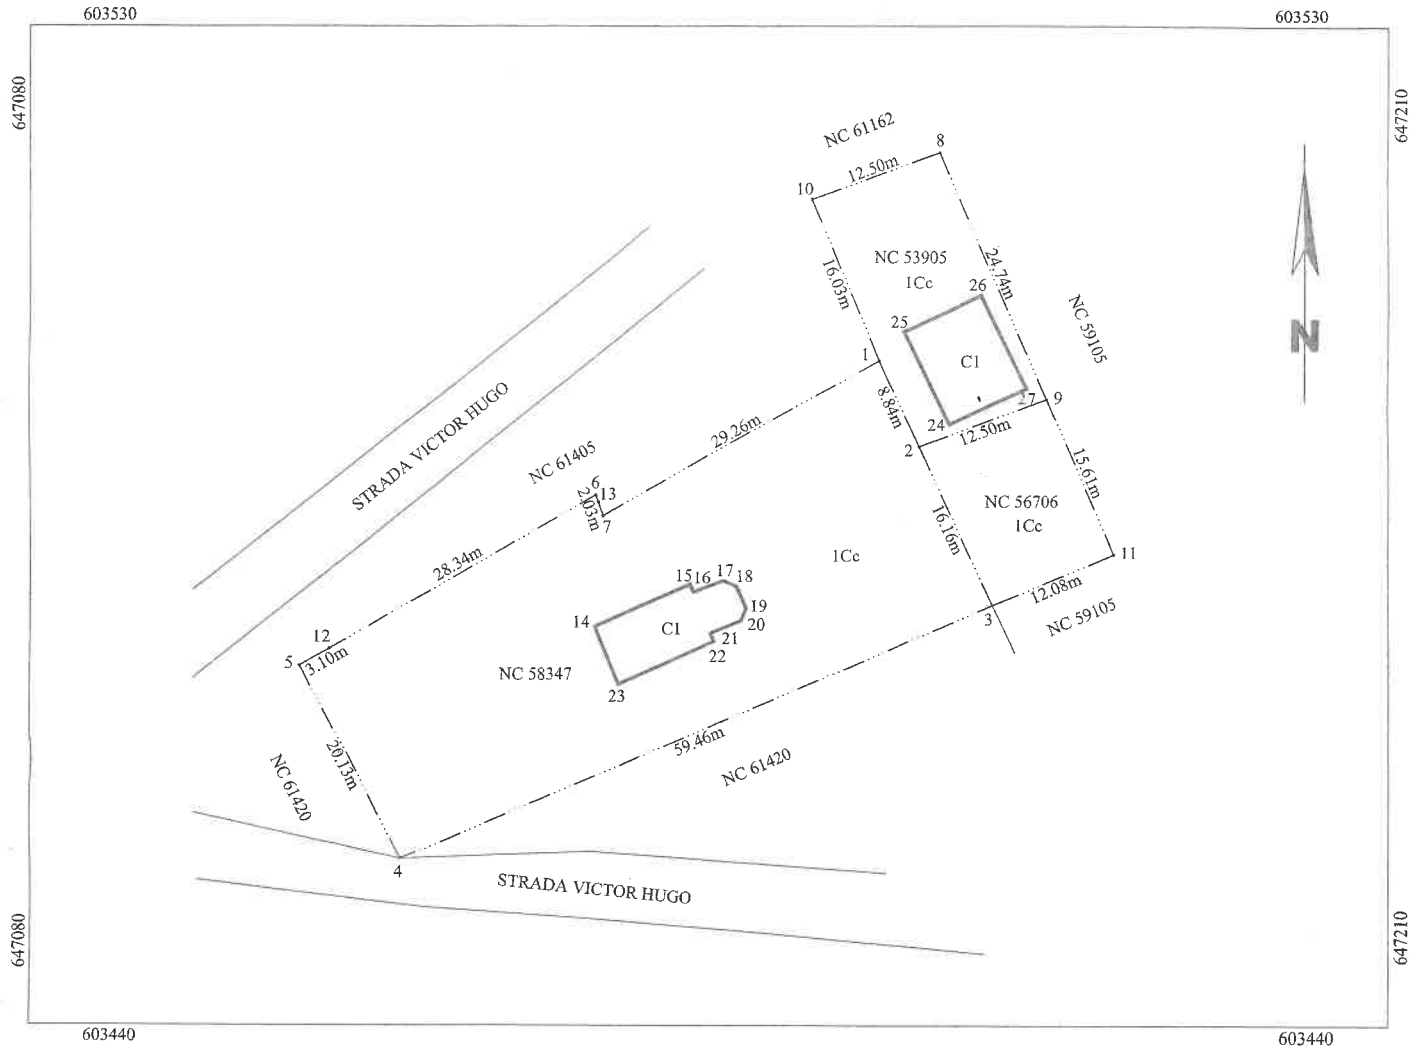 603530
603530
647080
647210
NC 61162
8
12.50m
10
NC 53905
1Cc
16.03m
24.74m
26
25
NC 59105
1
C1
8.84m
27
9
24
12.50m
2
STRADA VICTOR HUGO
29.26m
NC 61405
6
13
2.03m
7
15.61m
NC 56706
1Cc
16.16m
28.34m
1Cc
11
15
16
17
18
12.08m
19
14
C1
20
3
NC 59105
21
12
22
5
3.10m
NC 58347
23
59.46m
20.13m
NC 61420
NC 61420
4
STRADA VICTOR HUGO
N
647080
647210
603440
603440